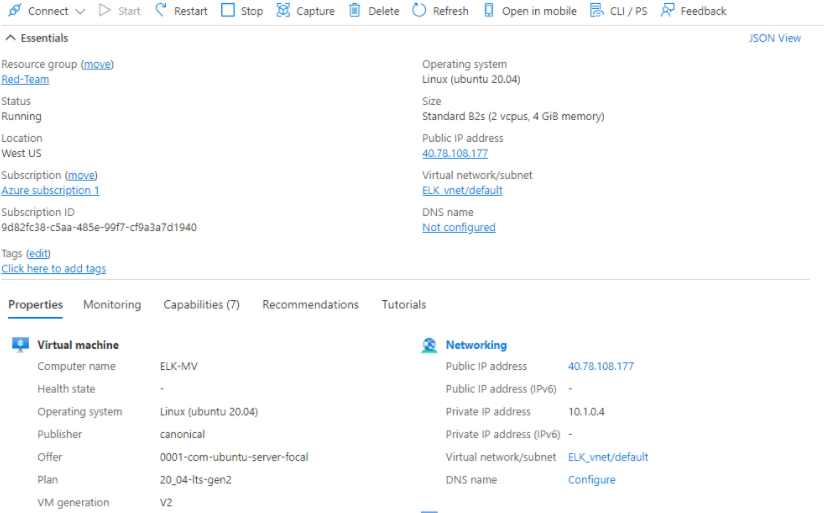 Connect Start Restart Stop Capture Delete Refresh Open in mobile CLI / PS Feedback
Essentials JSON View
Resource group (move)
Red-Team
Status
Running
Location
West US
Subscription (move)
Azure subscription 1
Subscription ID
9d82fc38-c5aa-485e-99f7-cf9a3a7d1940
Tags (edit)
Click here to add tags
Operating system
Linux (ubuntu 20.04)
Size
Standard B2s (2 vcpus, 4 GiB memory)
Public IP address
40.78.108.177
Virtual network/subnet
ELK_vnet/default
DNS name
Not configured
Properties Monitoring Capabilities (7) Recommendations Tutorials
Virtual machine
Computer name ELK-MV
Health state -
Operating system Linux (ubuntu 20.04)
Publisher canonical
Offer 0001-com-ubuntu-server-focal
Plan 20_04-lts-gen2
VM generation V2
Networking
Public IP address 40.78.108.177
Public IP address (IPv6) -
Private IP address 10.1.0.4
Private IP address (IPv6) -
Virtual network/subnet ELK_vnet/default
DNS name Configure